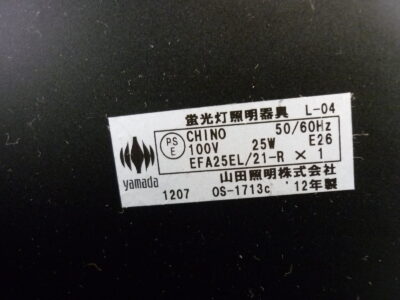 蛍光灯照明器具 L-04
PS
E
CHINO 50/60Hz
100V 25W E26
EFA25EL/21-R × 1
yamada
山田照明株式会社
1207 OS-1713c '12年製